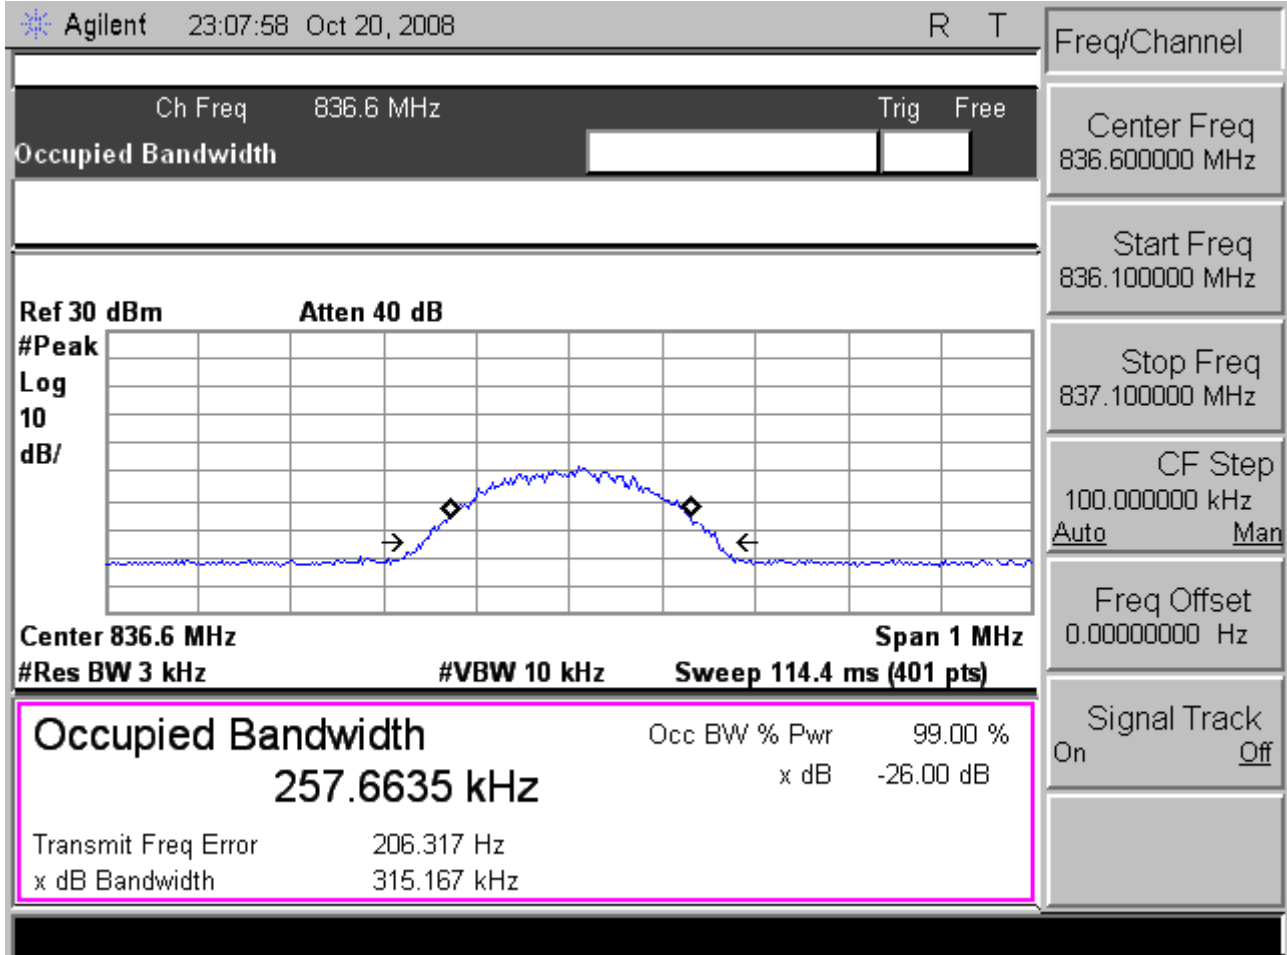 Agilent 23:07:58 Oct 20, 2008 R T
Ch Freq 836.6 MHz Trig Free
Occupied Bandwidth
Ref 30 dBm Atten 40 dB
#Peak
Log
10
dB/
Center 836.6 MHz Span 1 MHz
#Res BW 3 kHz #VBW 10 kHz Sweep 114.4 ms (401 pts)
Occupied Bandwidth Occ BW % Pwr 99.00 %
257.6635 kHz x dB -26.00 dB
Transmit Freq Error 206.317 Hz
x dB Bandwidth 315.167 kHz
Freq/Channel
Center Freq
836.600000 MHz
Start Freq
836.100000 MHz
Stop Freq
837.100000 MHz
CF Step
100.000000 kHz
Auto Man
Freq Offset
0.00000000 Hz
Signal Track
On Off